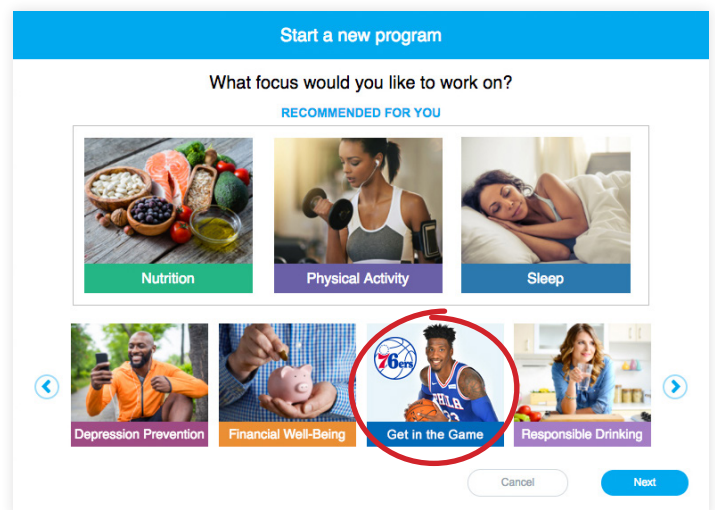 Start a new program
What focus would you like to work on?
RECOMMENDED FOR YOU
Nutrition
Physical Activity
Sleep
76ers
PHILA
Depression Prevention
Financial Well-Being
Get in the Game
Responsible Drinking
Cancel
Next